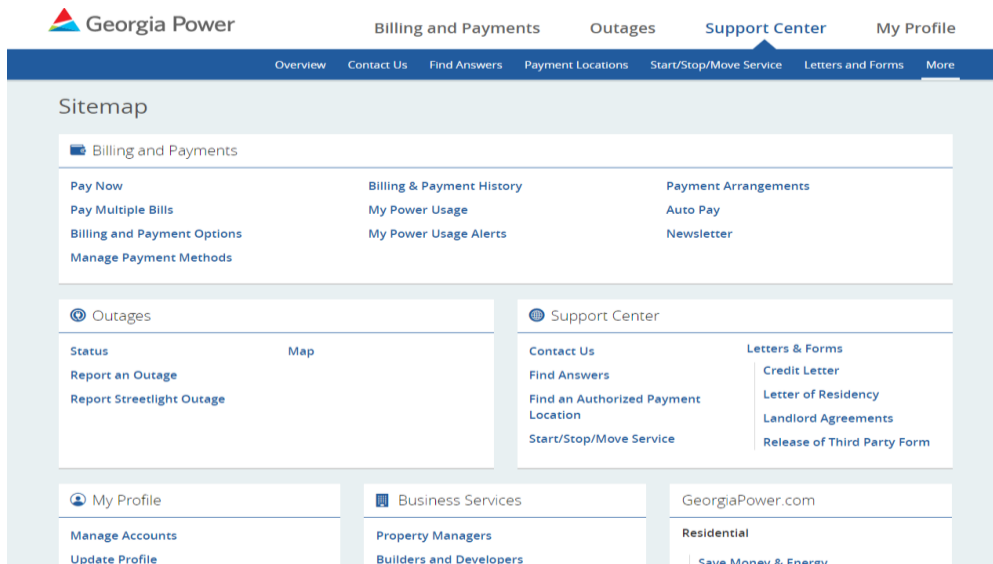 Georgia Power
Billing and Payments
Outages
Support Center
My Profile
Overview
Contact Us
Find Answers
Payment Locations
Start/Stop/Move Service
Letters and Forms
More
Sitemap
Billing and Payments
Pay Now
Pay Multiple Bills
Billing and Payment Options
Manage Payment Methods
Billing & Payment History
My Power Usage
My Power Usage Alerts
Payment Arrangements
Auto Pay
Newsletter
Outages
Status
Report an Outage
Report Streetlight Outage
Map
Support Center
Contact Us
Find Answers
Find an Authorized Payment
Location
Start/Stop/Move Service
Letters & Forms
Credit Letter
Letter of Residency
Landlord Agreements
Release of Third Party Form
My Profile
Manage Accounts
Update Profile
Business Services
Property Managers
Builders and Developers
GeorgiaPower.com
Residential
Save Money & Energy